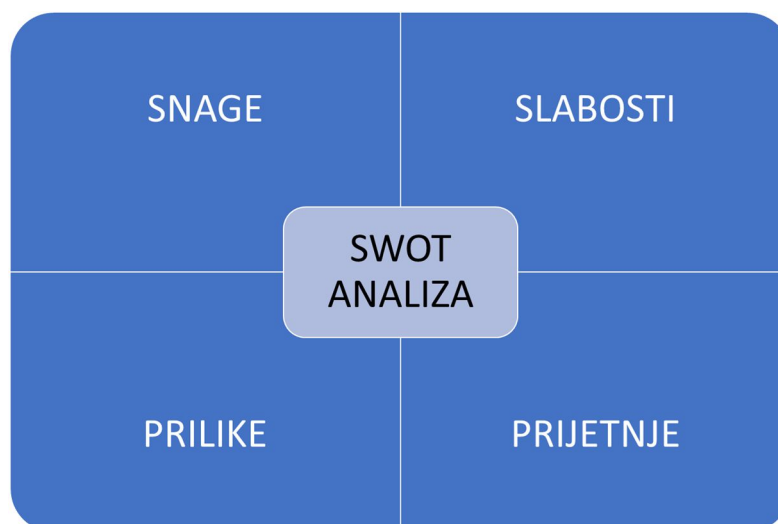 SNAGE
SLABOSTI
SWOT
ANALIZA
PRILIKE
PRIJETNJE